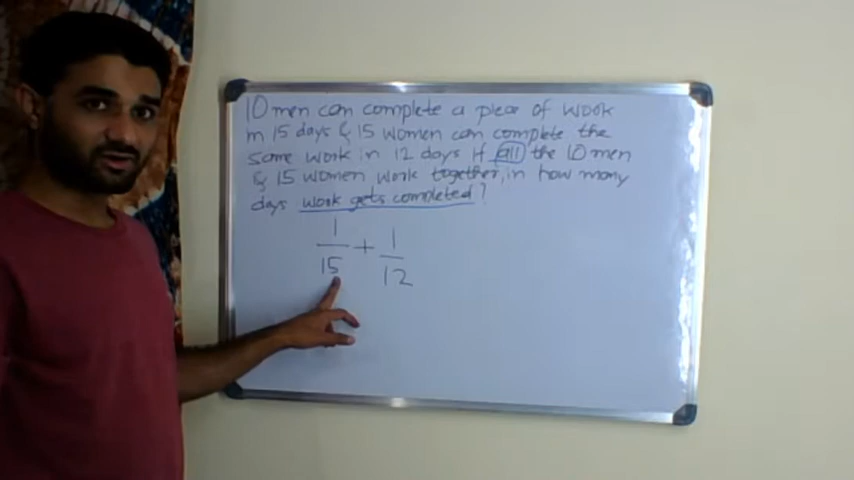 10 men can complete a piece of work
in 15 days & 15 women can complete the
same work in 12 days If all the 10 men
& 15 women work together, in how many
days work gets completed?
1/15 + 1/12